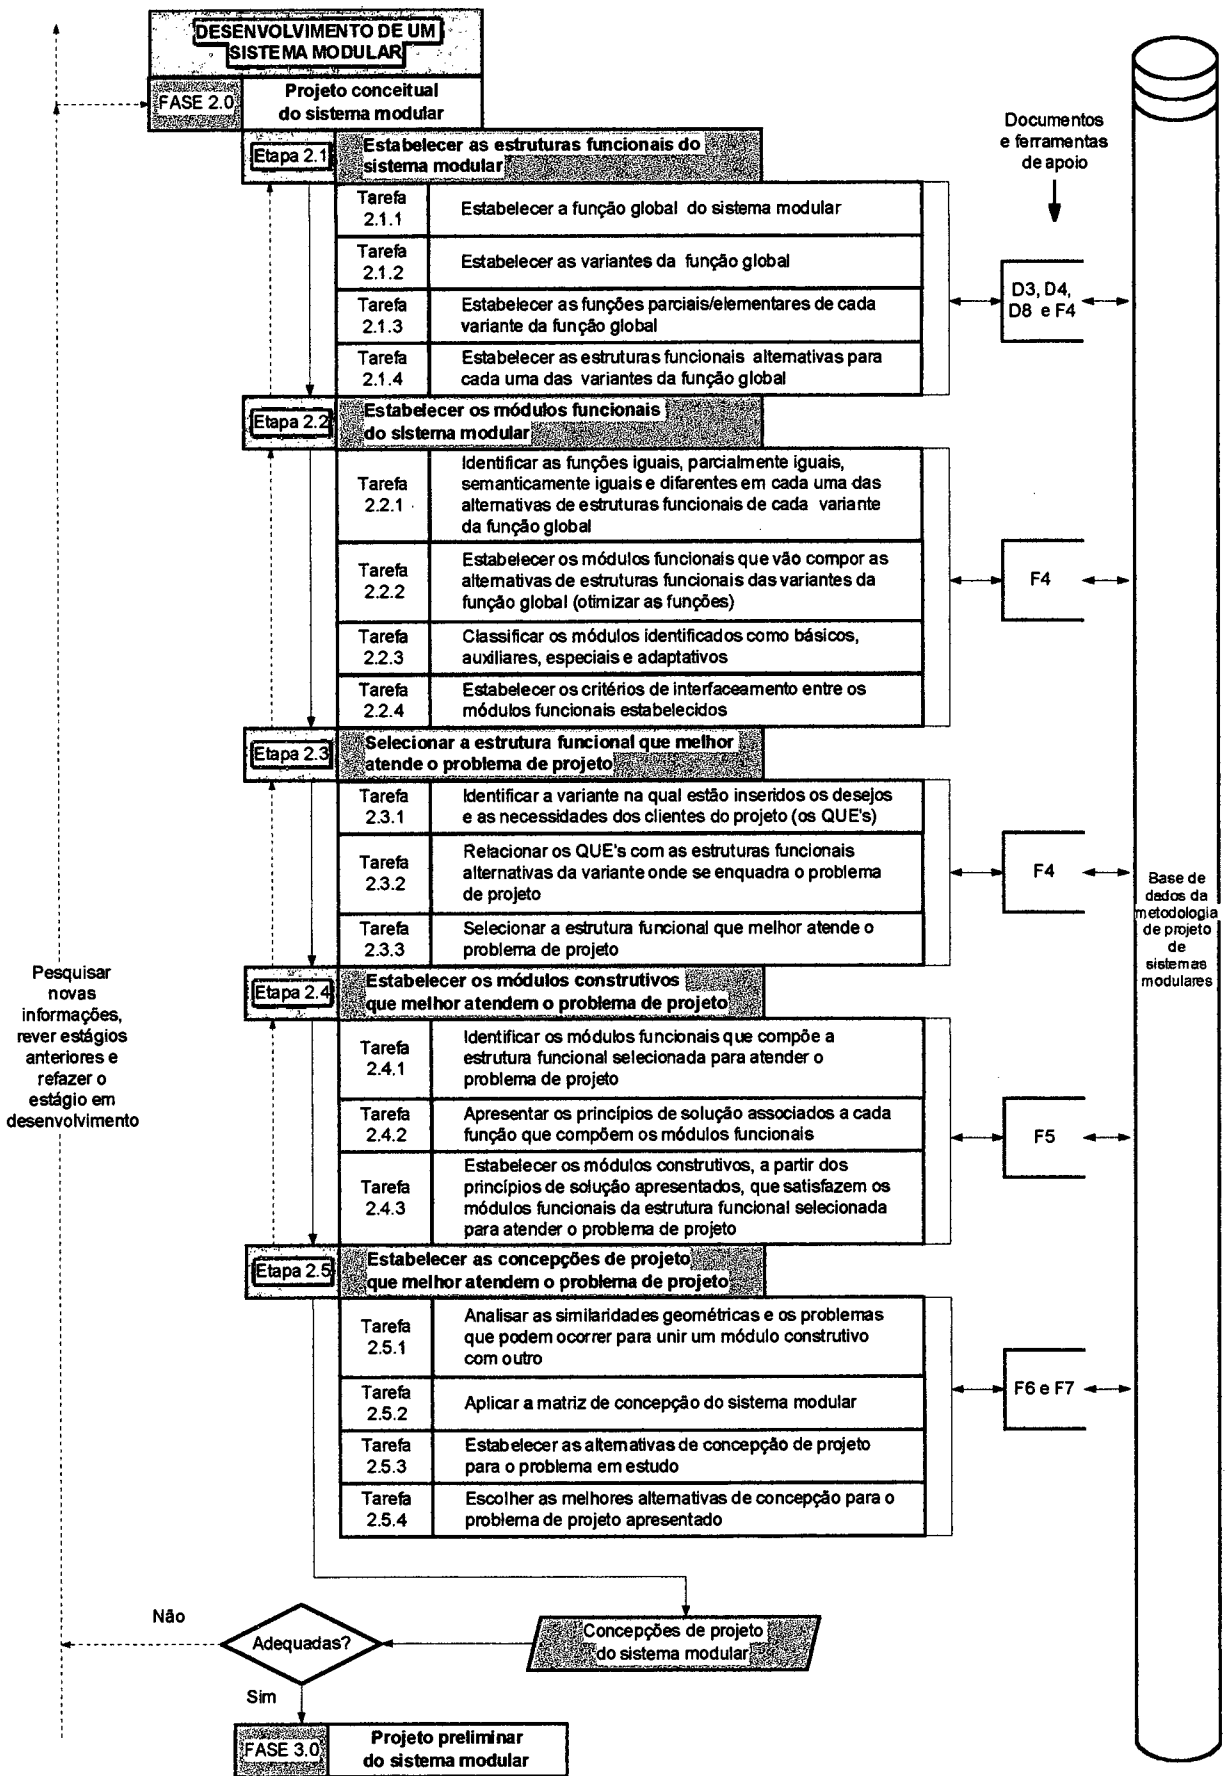 DESENVOLVIMENTO DE UM
SISTEMA MODULAR
FASE 2.0
Projeto conceitual
do sistema modular
Documentos
e ferramentas
de apoio
Etapa 2.1
Estabelecer as estruturas funcionais do
sistema modular
Tarefa
2.1.1
Estabelecer a função global do sistema modular
Tarefa
2.1.2
Estabelecer as variantes da função global
Tarefa
2.1.3
Estabelecer as funções parciais/elementares de cada
variante da função global
Tarefa
2.1.4
Estabelecer as estruturas funcionais alternativas para
cada uma das variantes da função global
D3, D4,
D8 e F4
Etapa 2.2
Estabelecer os módulos funcionais
do sistema modular
Tarefa
2.2.1
Identificar as funções iguais, parcialmente iguais,
semanticamente iguais e difarentes em cada uma das
alternativas de estruturas funcionais de cada variante
da função global
Tarefa
2.2.2
Estabelecer os módulos funcionais que vão compor as
alternativas de estruturas funcionais das variantes da
função global (otimizar as funções)
Tarefa
2.2.3
Classificar os módulos identificados como básicos,
auxiliares, especiais e adaptativos
Tarefa
2.2.4
Estabelecer os critérios de interfaceamento entre os
módulos funcionais estabelecidos
F4
Etapa 2.3
Selecionar a estrutura funcional que melhor
atende o problema de projeto
Tarefa
2.3.1
Identificar a variante na qual estão inseridos os desejos
e as necessidades dos clientes do projeto (os QUE's)
Tarefa
2.3.2
Relacionar os QUE's com as estruturas funcionais
alternativas da variante onde se enquadra o problema
de projeto
Tarefa
2.3.3
Selecionar a estrutura funcional que melhor atende o
problema de projeto
F4
Base de
dados da
metodologia
de projeto
de
sistemas
modulares
Pesquisar
novas
informações,
rever estágios
anteriores e
refazer o
estágio em
desenvolvimento
Etapa 2.4
Estabelecer os módulos construtivos
que melhor atendem o problema de projeto
Tarefa
2.4.1
Identificar os módulos funcionais que compõe a
estrutura funcional selecionada para atender o
problema de projeto
Tarefa
2.4.2
Apresentar os princípios de solução associados a cada
função que compõem os módulos funcionais
Tarefa
2.4.3
Estabelecer os módulos construtivos, a partir dos
princípios de solução apresentados, que satisfazem os
módulos funcionais da estrutura funcional selecionada
para atender o problema de projeto
F5
Etapa 2.5
Estabelecer as concepções de projeto
que melhor atendem o problema de projeto
Tarefa
2.5.1
Analisar as similaridades geométricas e os problemas
que podem ocorrer para unir um módulo construtivo
com outro
Tarefa
2.5.2
Aplicar a matriz de concepção do sistema modular
Tarefa
2.5.3
Estabelecer as alternativas de concepção de projeto
para o problema em estudo
Tarefa
2.5.4
Escolher as melhores alternativas de concepção para o
problema de projeto apresentado
F6 e F7
Não
Adequadas?
Concepções de projeto
do sistema modular
Sim
FASE 3.0
Projeto preliminar
do sistema modular